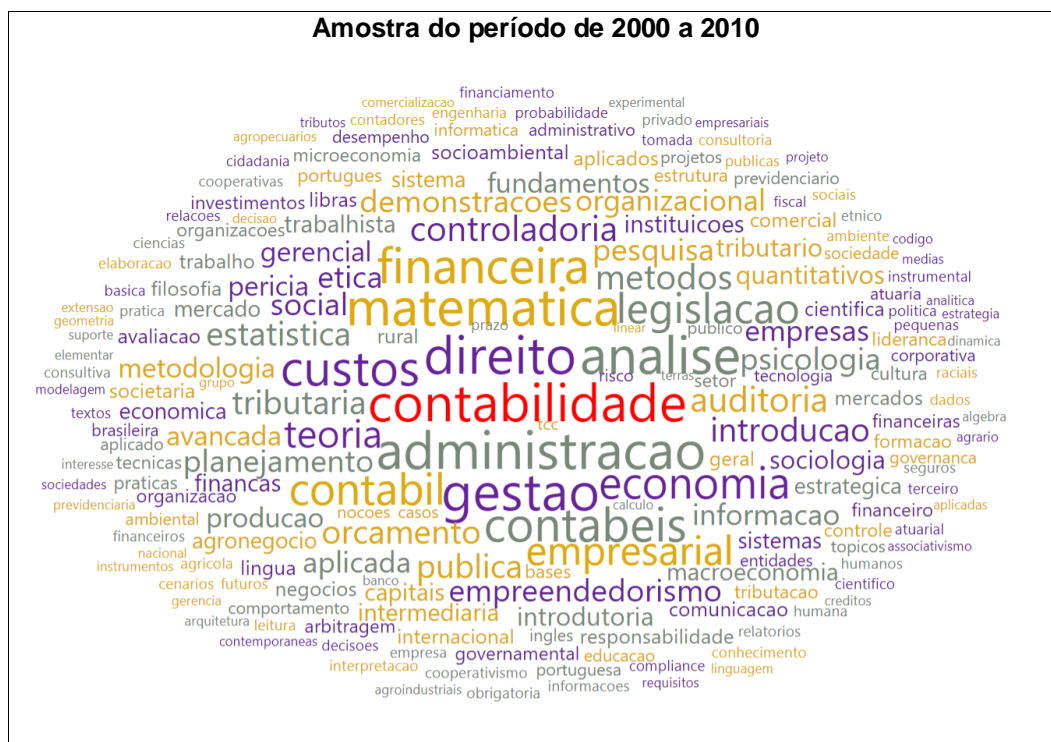 Amostra do período de 2000 a 2010
financiamento
comercializacao engenharia probabilidade experimental
tributos contadores privado empresariais
agropecuarios desempenho informatica administrativo tomada consultoria
cidadania microeconomia socioambiental aplicados projetos publicas projeto
cooperativas portugues sistema fundamentos estrutura previdenciario
investimentos libras demonstracoes organizacional fiscal sociais
relacoes decisao trabalhista controladoria instituicoes comercial etnico
organizacoes ambiente codigo
ciencias gerencial financeira pesquisa tributario sociedade medias
elaboracao trabalho etica metodos quantitativos instrumental
basica filosofia pericia matematica legislacao atuaria analitica
extensao pratica mercado social cientifica politica estrategia
geometria prazo linear publico pequenas
suporte avaliacao estatistica rural direito analise empresas lideranca dinamica
elementar custos psicologia corporativa
consultiva metodologia risco terras setor tecnologia cultura raciais
modelagem societaria grupo tributaria contabilidade auditoria mercados dados
textos economica teoria tcc introducao financeiras algebra
brasileira avancada administracao formacao agrario
aplicado planejamento geral sociologia governanca
interesse tecnicas seguros
sociedades praticas financas contabil gestao economia estrategica terceiro
previdenciaria organizacao calculo financeiro aplicadas
ambiental producao nocoes casos contabeis informacao controle atuarial
financeiros agronegocio orcamento empresarial sistemas topicos associativismo
nacional
instrumentos agricola lingua aplicada publica bases macroeconomia entidades humanos
cenarios futuros negocios banco capitais empreendedorismo tributacao cientifico
gerencia comportamento intermediaria introdutoria comunicacao humana creditos
arquitetura leitura arbitragem internacional ingles responsabilidade relatorios
contemporaneas decisoes empresa governamental educacao conhecimento
interpretacao cooperativismo portuguesa compliance linguagem
agroindustriais obrigatoria informacoes requisitos